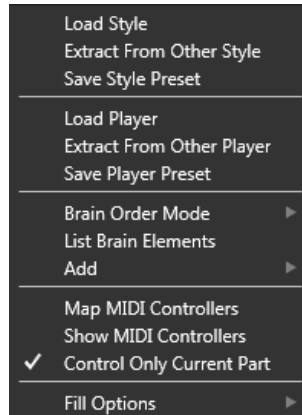 Load Style
Extract From Other Style
Save Style Preset
Load Player
Extract From Other Player
Save Player Preset
Brain Order Mode
List Brain Elements
Add
Map MIDI Controllers
Show MIDI Controllers
Control Only Current Part
Fill Options